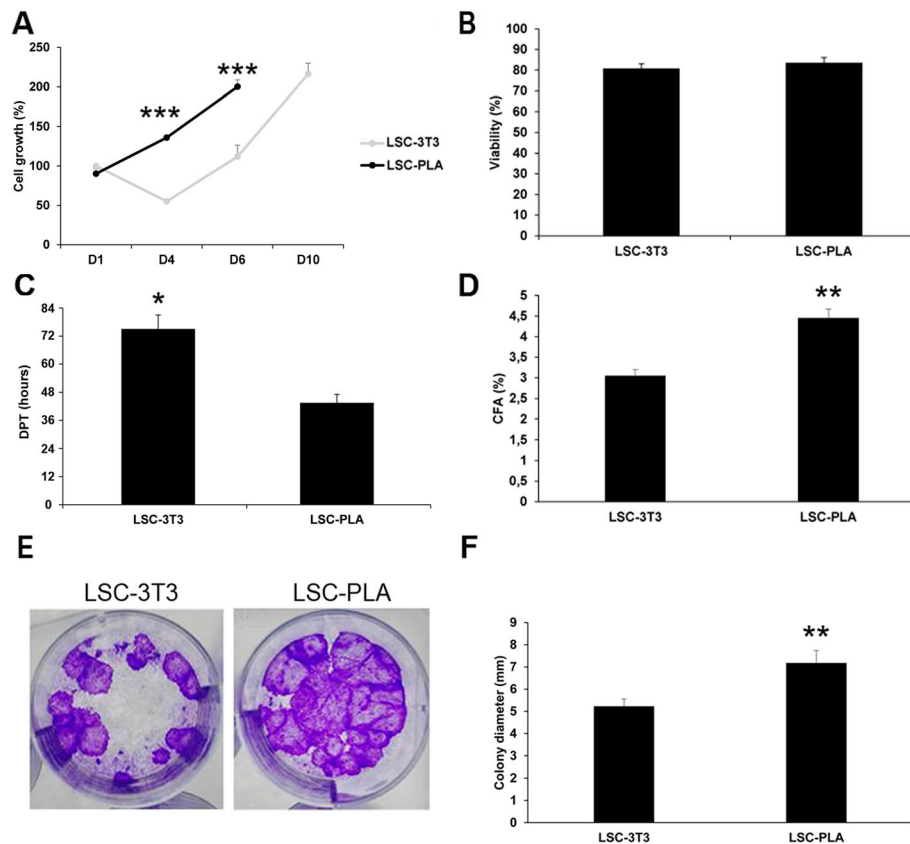 A
Cell growth (%)
250
200
150
100
50
0
***
***
D1 D4 D6 D10
LSC-3T3
LSC-PLA
B
Viability (%)
100
90
80
70
60
50
40
30
20
10
0
LSC-3T3 LSC-PLA
C
DPT (hours)
84
72
60
48
36
24
12
0
*
LSC-3T3 LSC-PLA
D
CFA (%)
5
4,5
4
3,5
3
2,5
2
1,5
1
0,5
0
**
LSC-3T3 LSC-PLA
E
LSC-3T3 LSC-PLA
F
Colony diameter (mm)
9
8
7
6
5
4
3
2
1
0
**
LSC-3T3 LSC-PLA